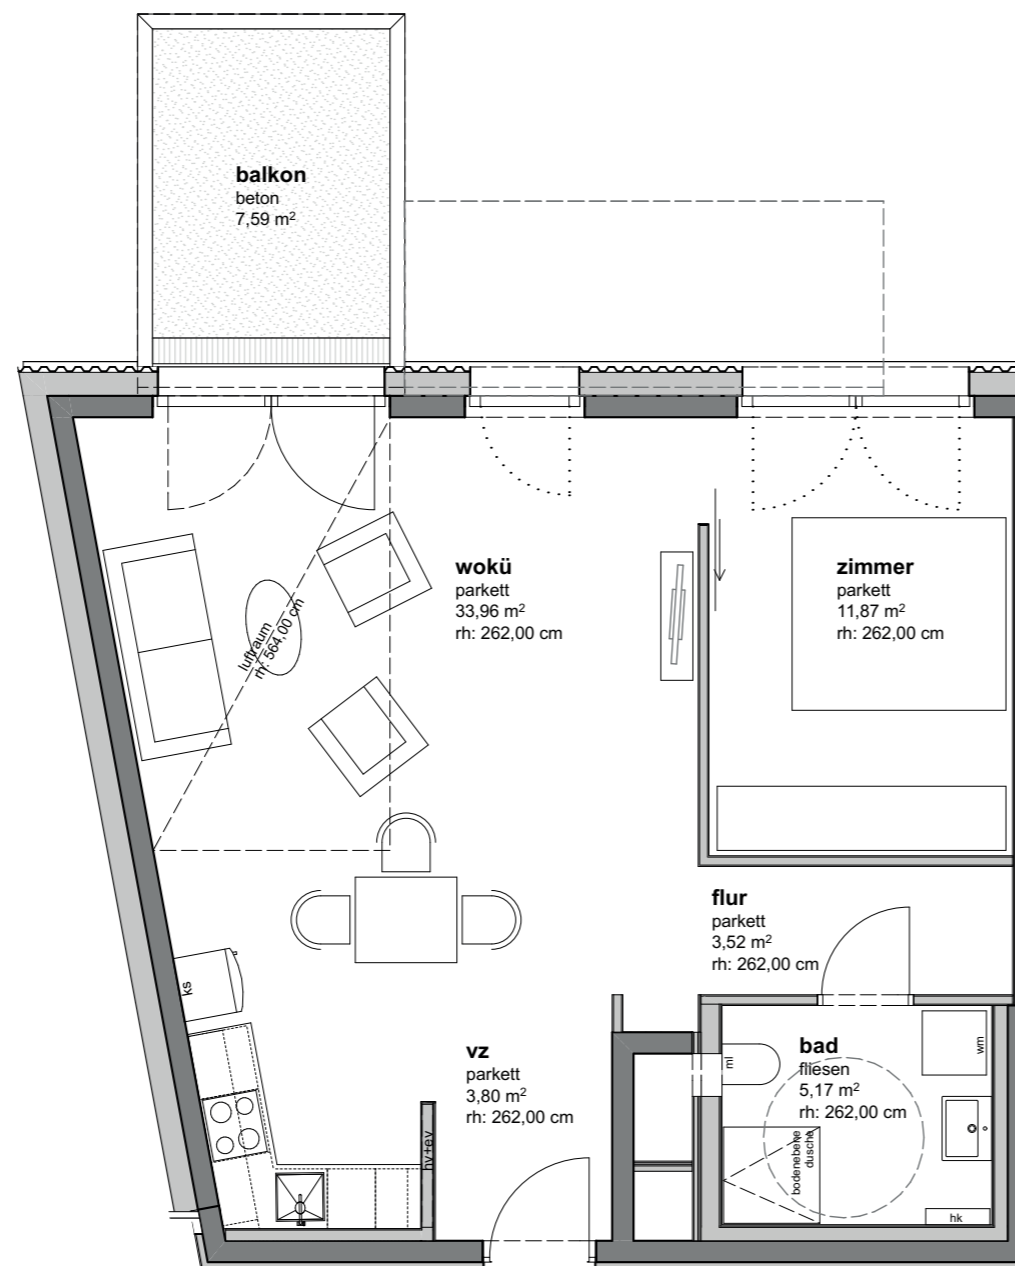 balkon
beton
7,59 m²
wokü
parkett
33,96 m²
rh: 262,00 cm
zimmer
parkett
11,87 m²
rh: 262,00 cm
luftraum
rh: 564,00 cm
flur
parkett
3,52 m²
rh: 262,00 cm
ks
vz
parkett
3,80 m²
rh: 262,00 cm
hv+ev
bad
fliesen
5,17 m²
rh: 262,00 cm
ml
wm
bodenebene
dusche
hk